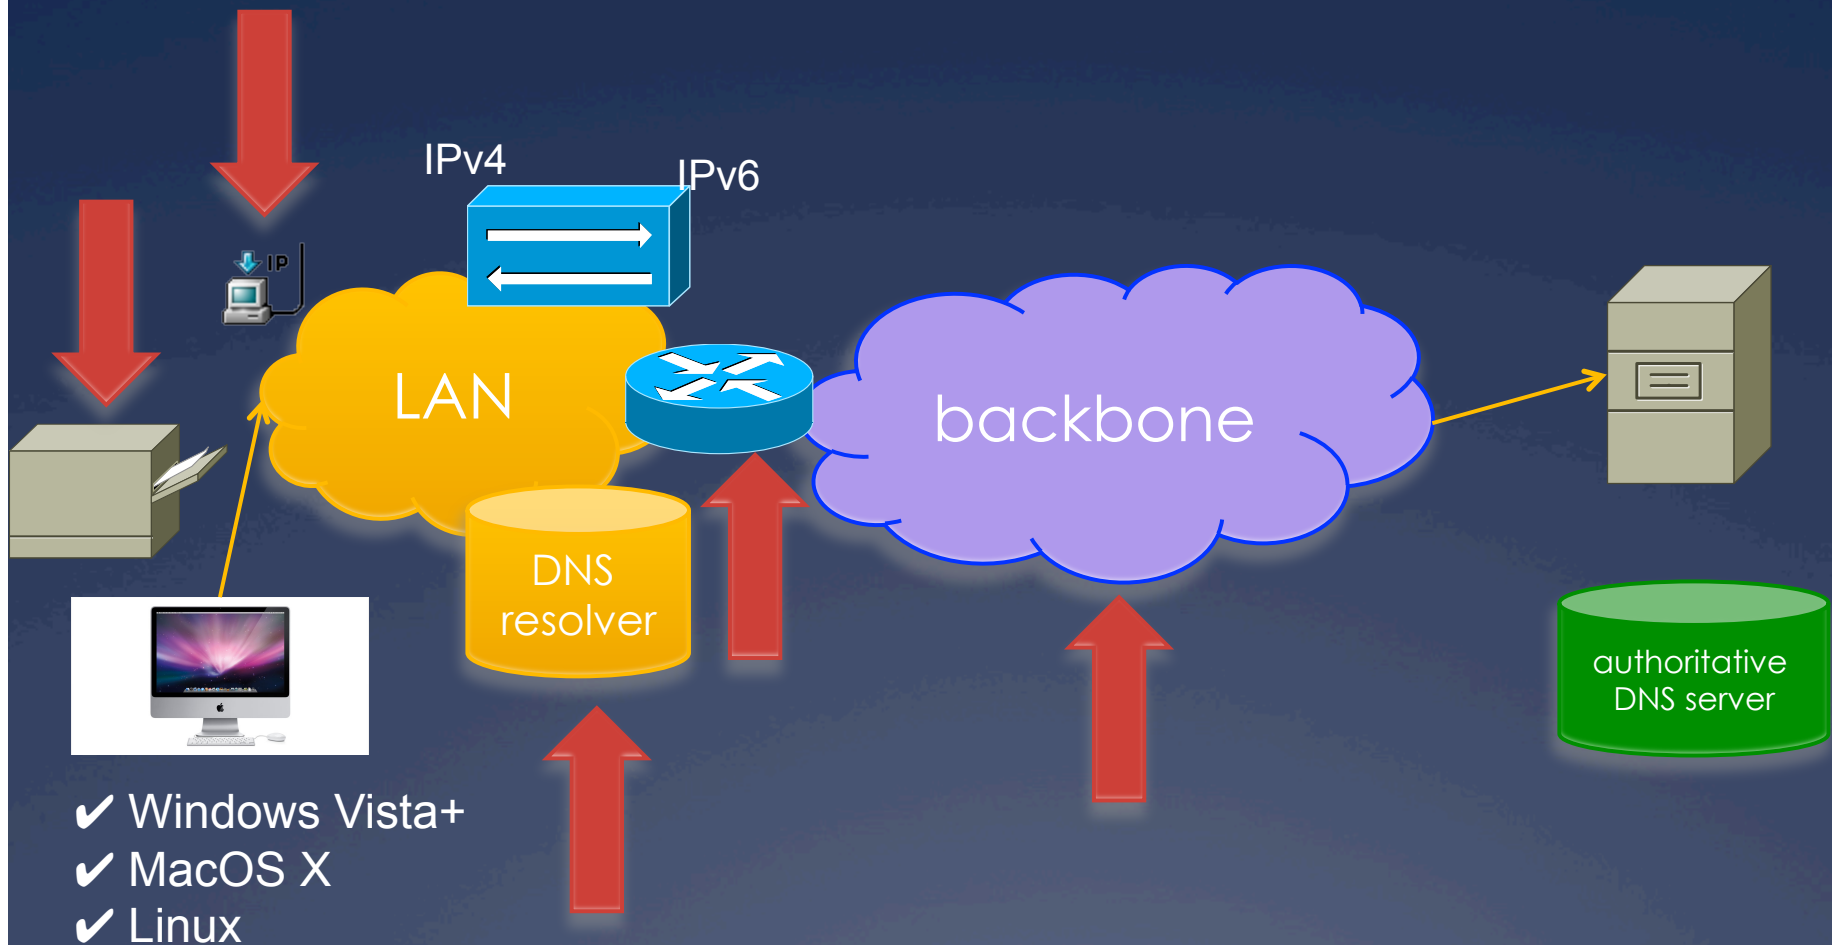 IPv4
IPv6
IP
LAN
backbone
DNS
resolver
authoritative
DNS server
✔ Windows Vista+
✔ MacOS X
✔ Linux